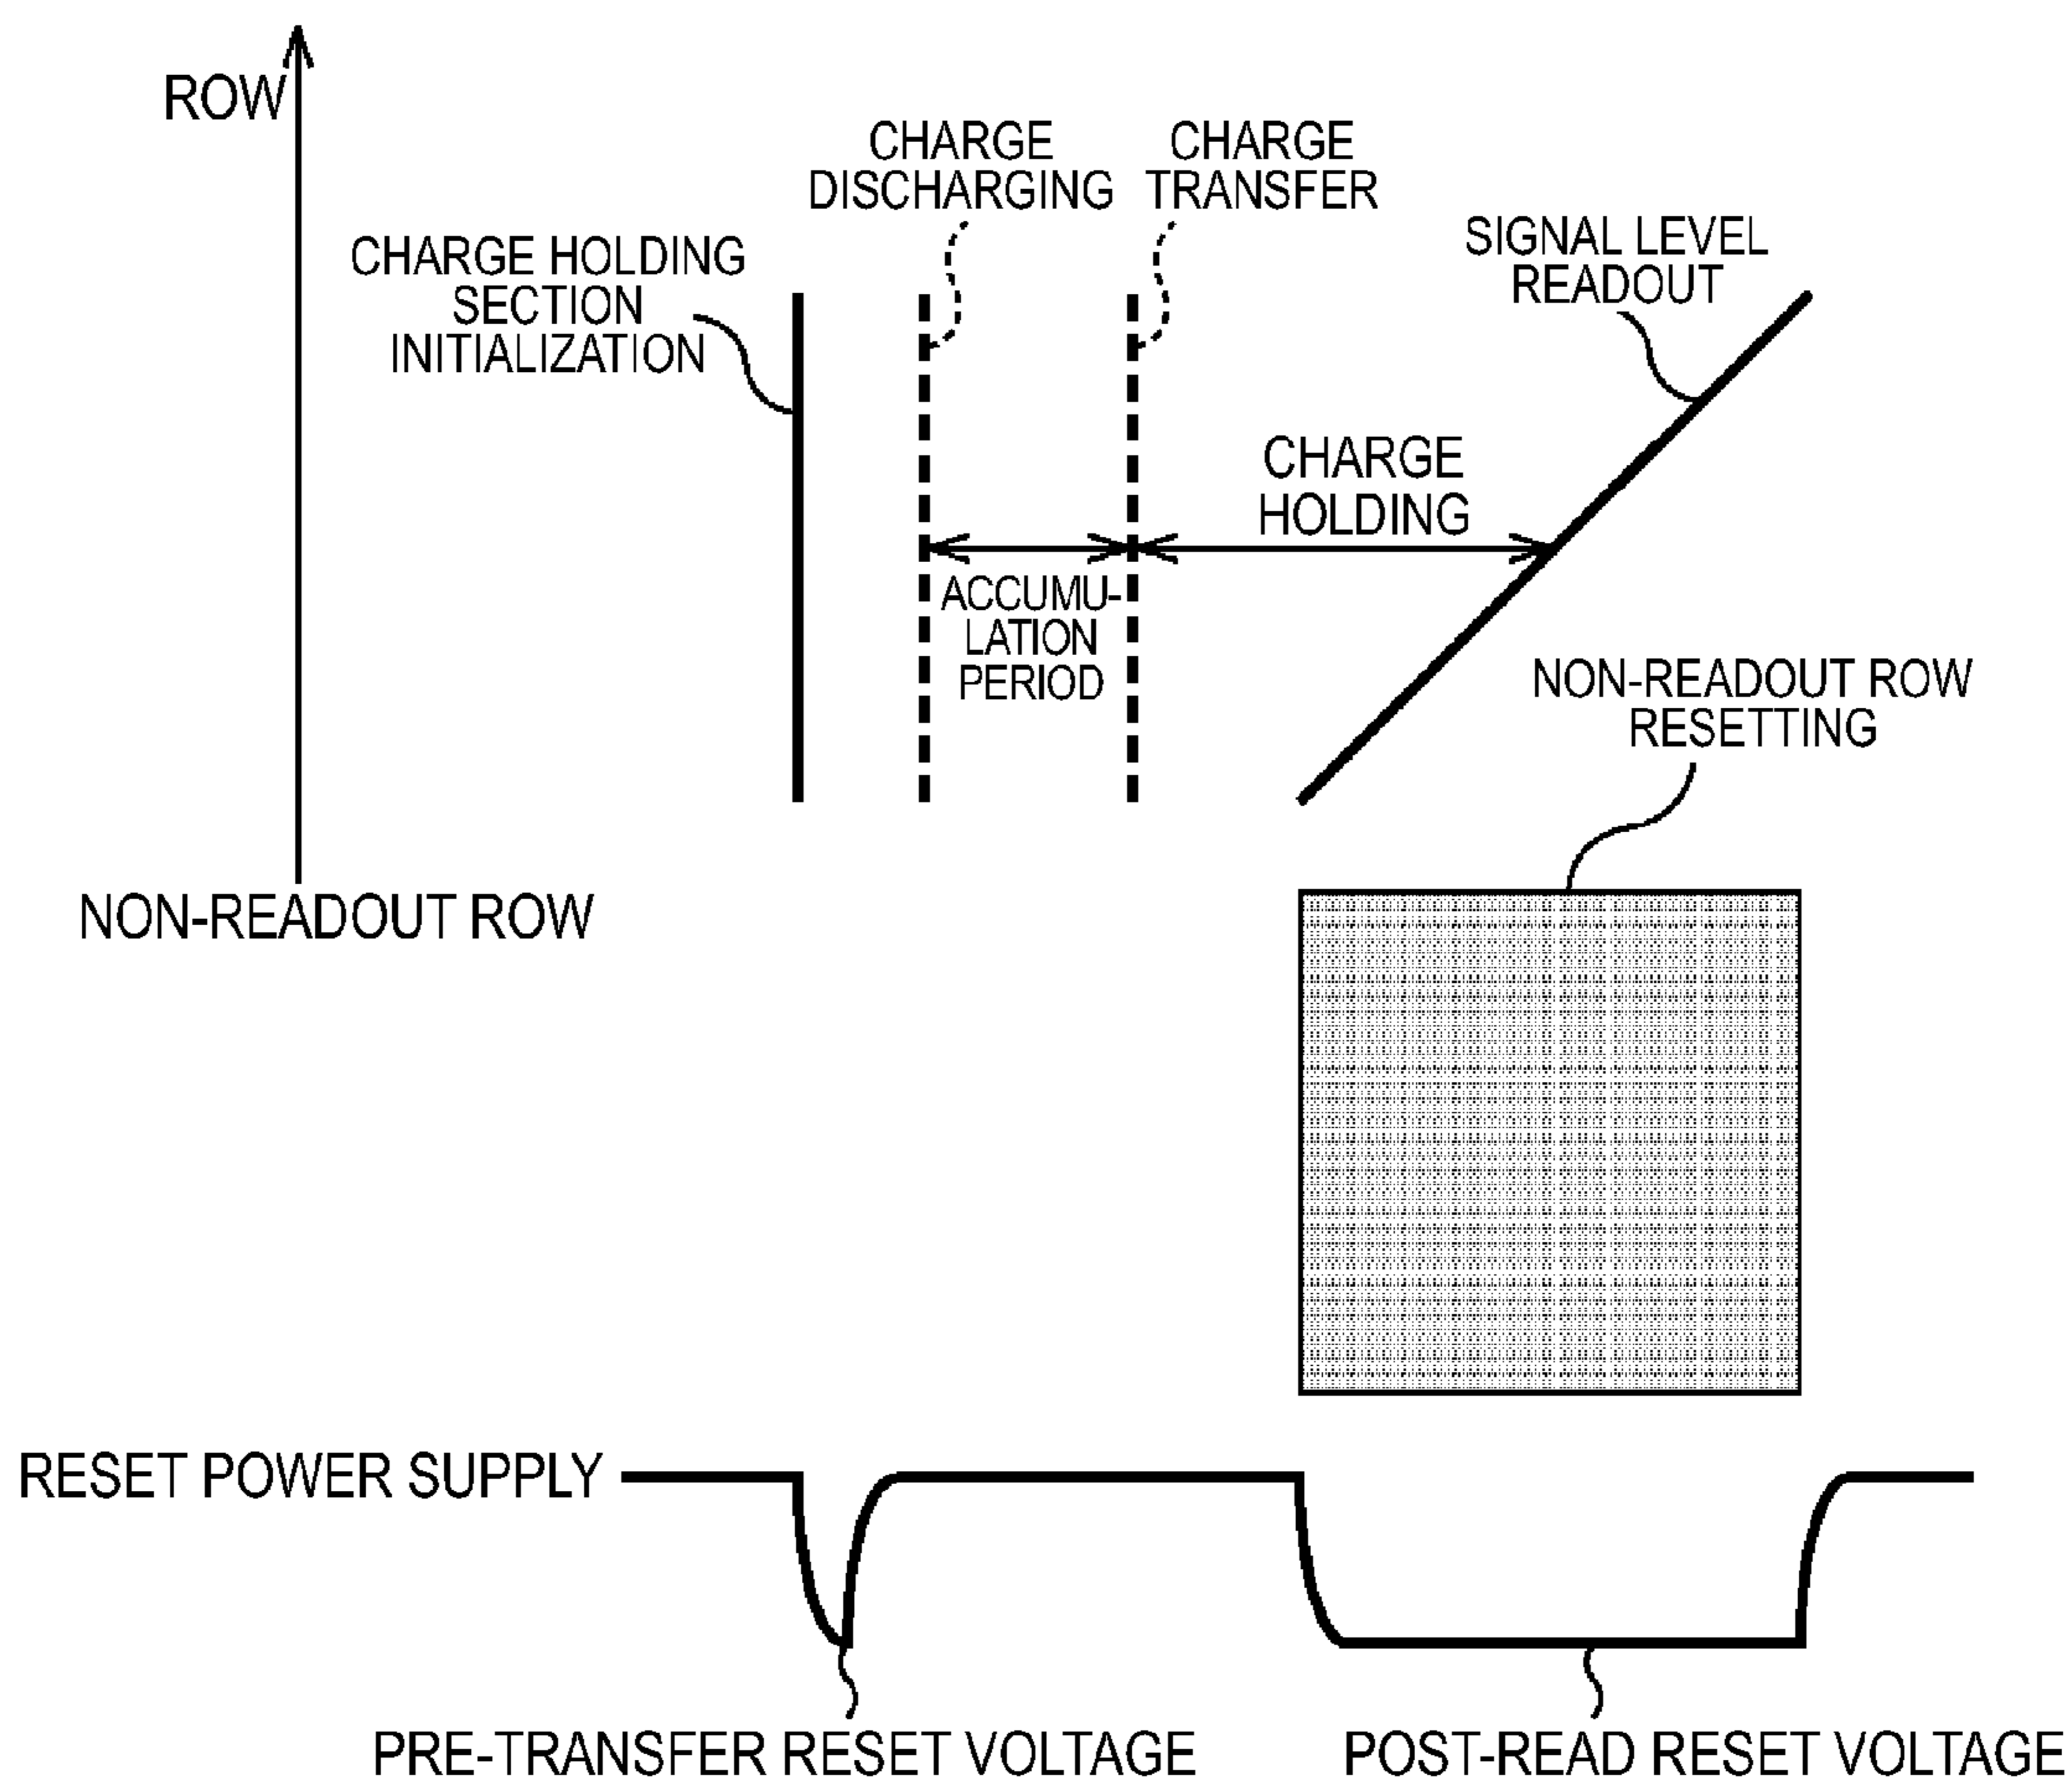 ROW
CHARGE
DISCHARGING
CHARGE
TRANSFER
CHARGE HOLDING
SECTION
INITIALIZATION
SIGNAL LEVEL
READOUT
CHARGE
HOLDING
ACCUMU-
LATION
PERIOD
NON-READOUT ROW
RESETTING
NON-READOUT ROW
RESET POWER SUPPLY
PRE-TRANSFER RESET VOLTAGE
POST-READ RESET VOLTAGE